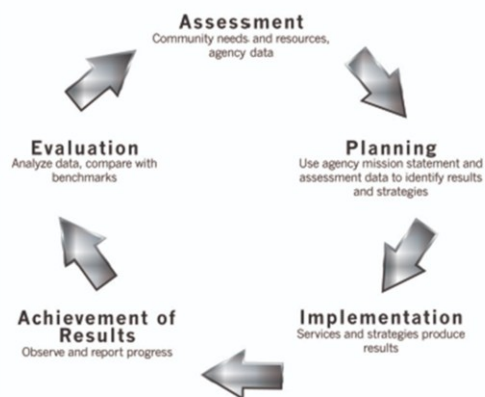 Assessment
Community needs and resources,
agency data
Evaluation
Analyze data, compare with
benchmarks
Planning
Use agency mission statement and
assessment data to identify results
and strategies
Achievement of
Results
Observe and report progress
Implementation
Services and strategies produce
results